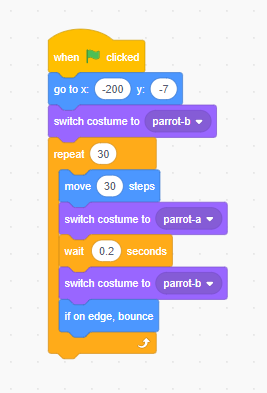 when clicked
go to x: -200 y: -7
switch costume to parrot-b
repeat 30
move 30 steps
switch costume to parrot-a
wait 0.2 seconds
switch costume to parrot-b
if on edge, bounce